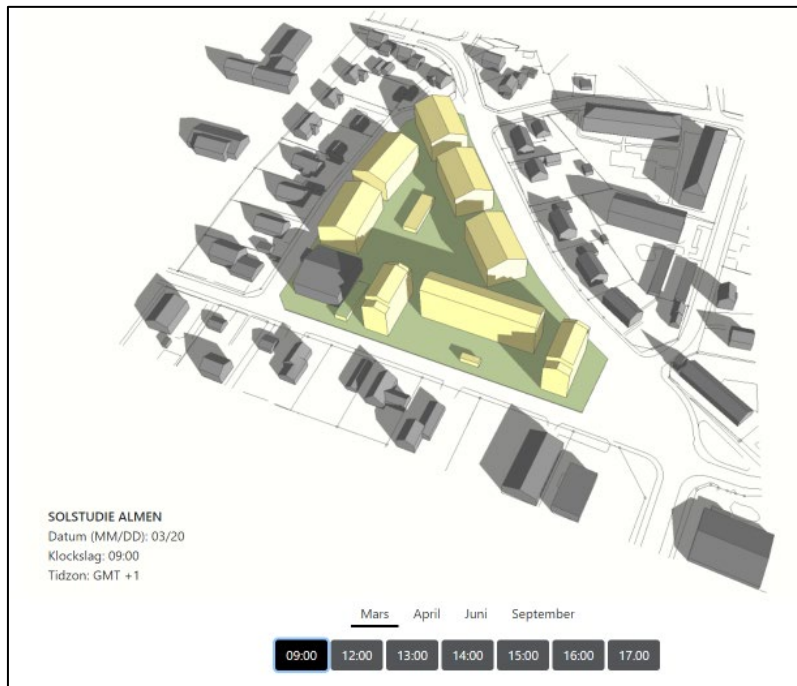 SOLSTUDIE ALMEN
Datum (MM/DD): 03/20
Klockslag: 09:00
Tidzon: GMT +1
Mars April Juni September
09:00 12:00 13:00 14:00 15:00 16:00 17.00